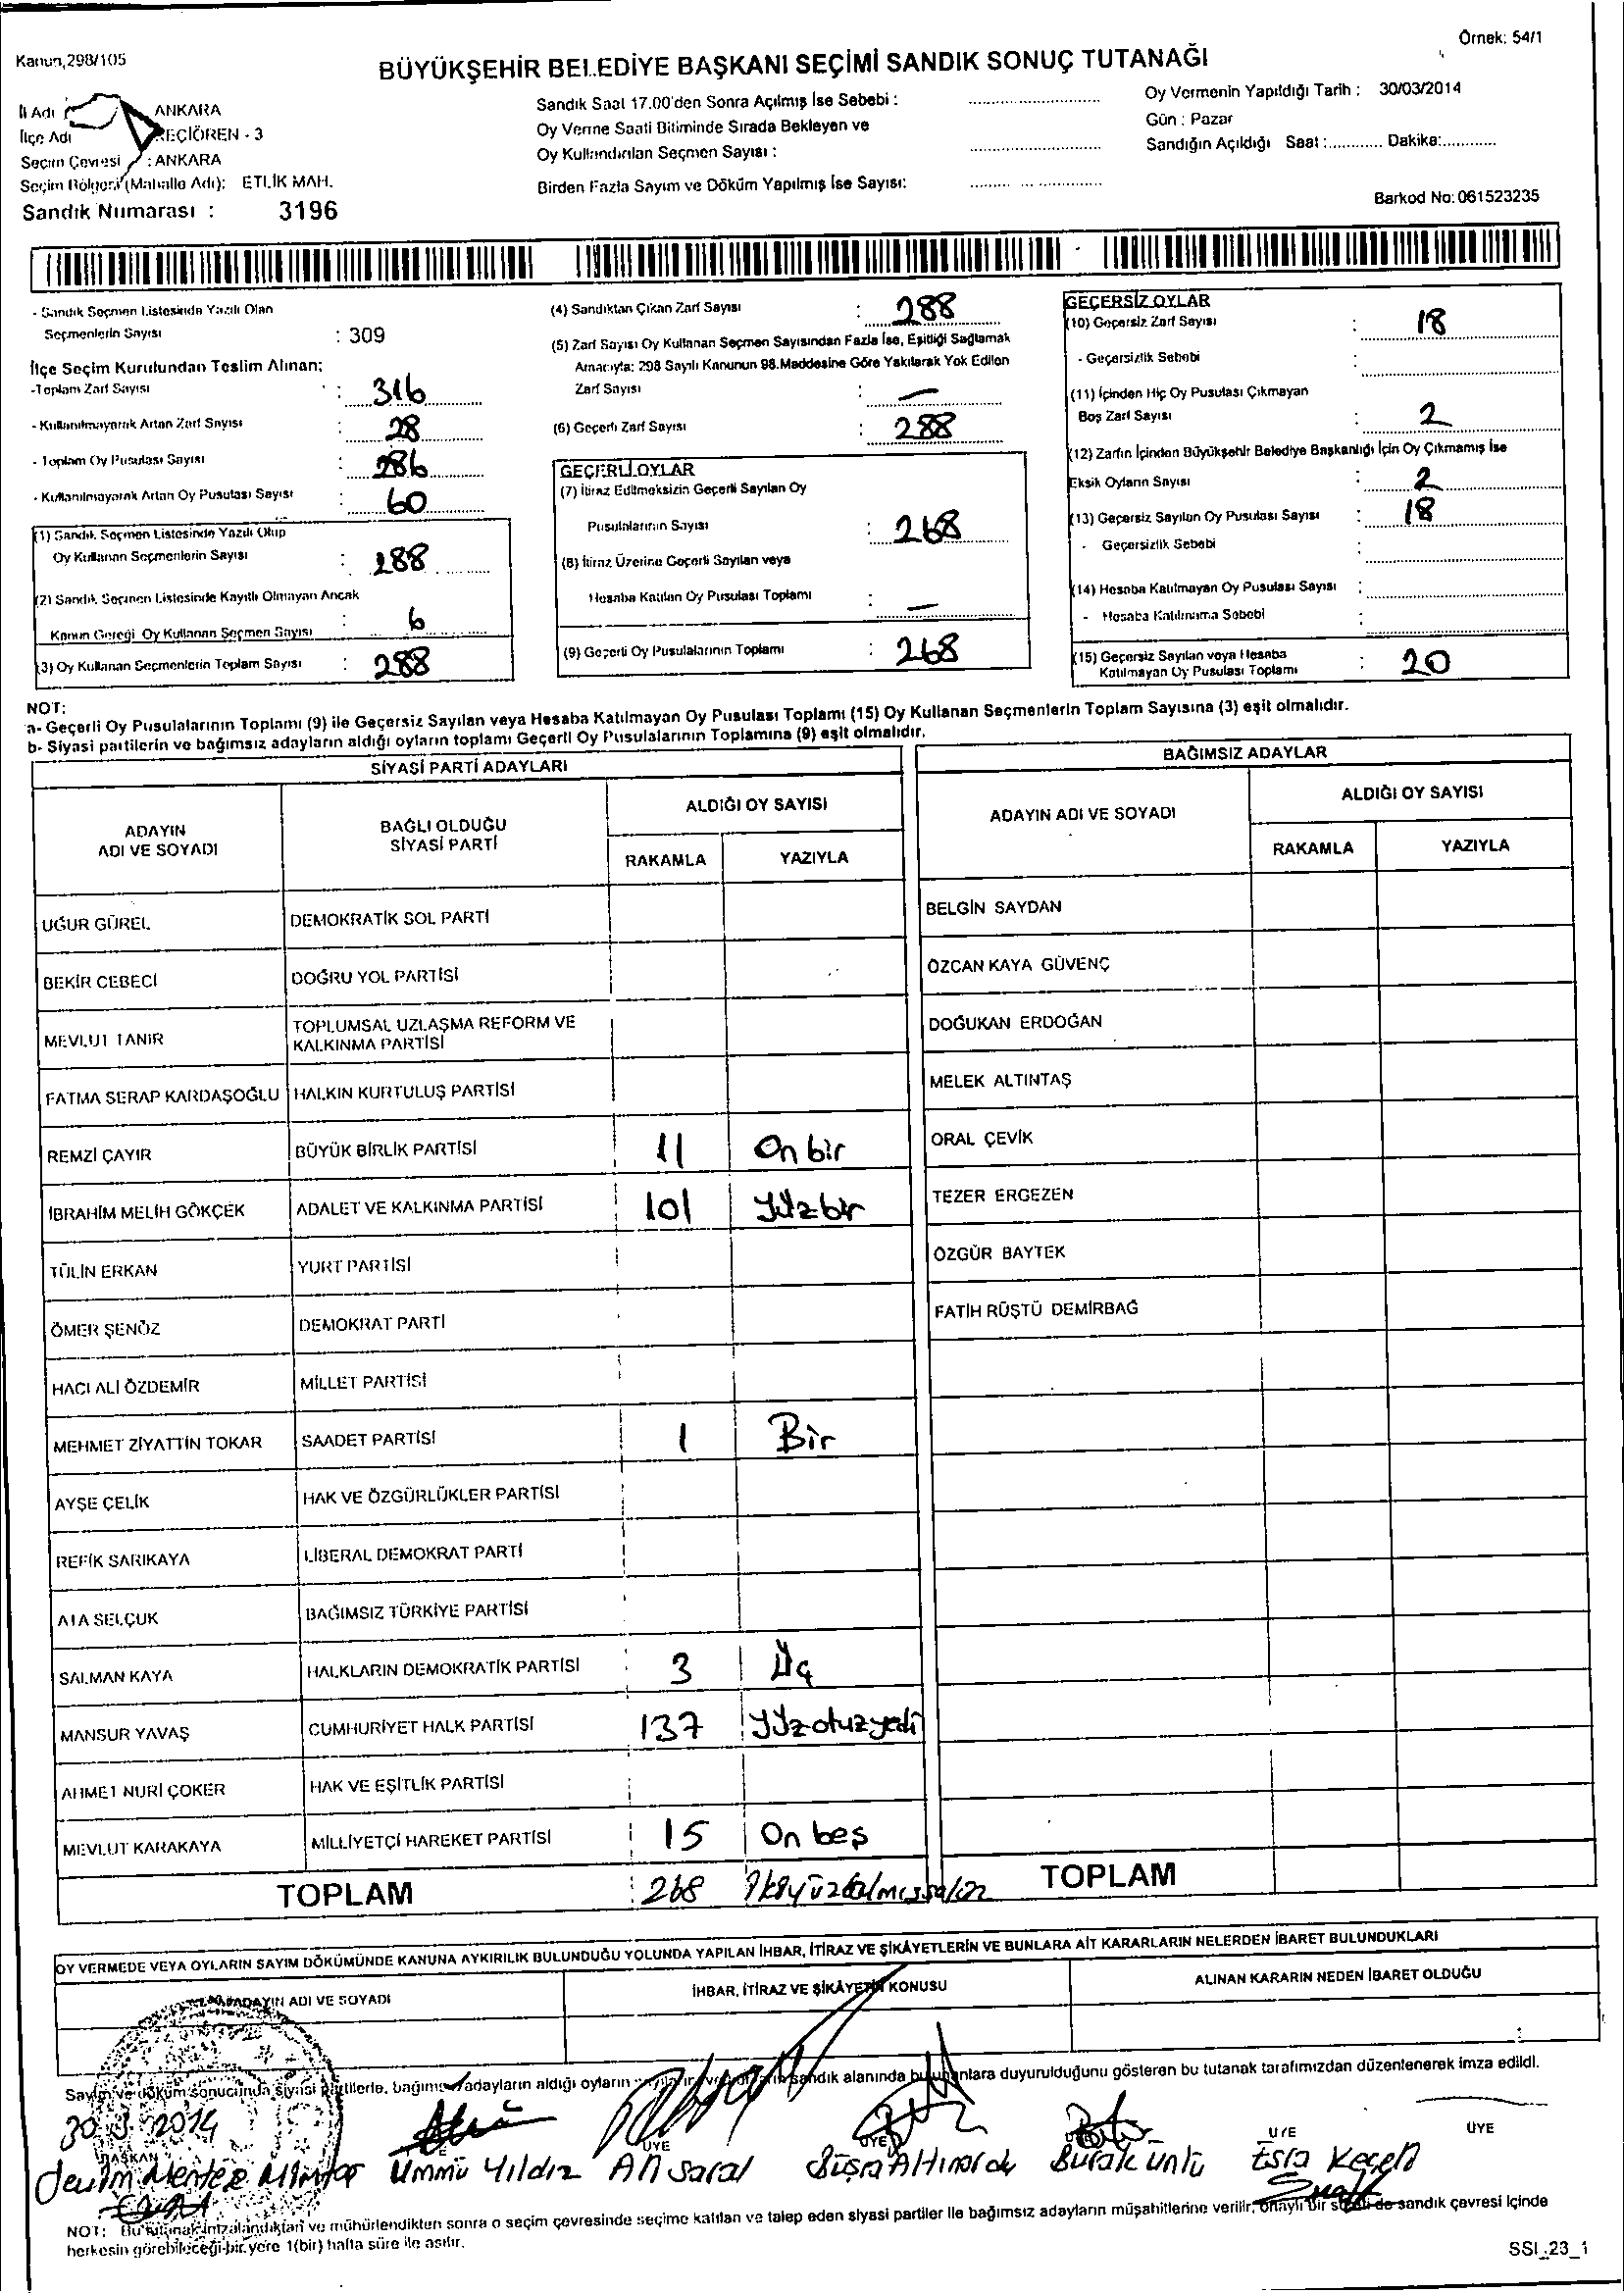 Kanun,298/105
Örnek: 54/1
BÜYÜKŞEHİR BELEDİYE BAŞKANI SEÇİMİ SANDIK SONUÇ TUTANAĞI
İl Adı ANKARA
İlçe Adı KEÇİÖREN - 3
Seçim Çevresi : ANKARA
Seçim Bölgesi (Mahalle Adı): ETLİK MAH.
Sandık Numarası : 3196
Sandık Saat 17.00'den Sonra Açılmış İse Sebebi :
Oy Verme Saati Bitiminde Sırada Bekleyen ve
Oy Kullandırılan Seçmen Sayısı :
Birden Fazla Sayım ve Döküm Yapılmış İse Sayısı:
Oy Vermenin Yapıldığı Tarih : 30/03/2014
Gün : Pazar
Sandığın Açıldığı Saat :............ Dakika:...........
Barkod No: 061523235
- Sandık Seçmen Listesinde Yazılı Olan
Seçmenlerin Sayısı : 309
İlçe Seçim Kurulundan Teslim Alınan:
-Toplam Zarf Sayısı : 316
- Kullanılmayarak Artan Zarf Sayısı : 28
- Toplam Oy Pusulası Sayısı : 286
- Kullanılmayarak Artan Oy Pusulası Sayısı : 60
(1) Sandık Seçmen Listesinde Yazılı Olup
Oy Kullanan Seçmenlerin Sayısı : 288
(2) Sandık Seçmen Listesinde Kayıtlı Olmayan Ancak
Kanun Gereği Oy Kullanan Seçmen Sayısı : 6
(3) Oy Kullanan Seçmenlerin Toplam Sayısı : 288
(4) Sandıktan Çıkan Zarf Sayısı : 288
(5) Zarf Sayısı Oy Kullanan Seçmen Sayısından Fazla İse, Eşitliği Sağlamak
Amacıyla: 298 Sayılı Kanunun 98.Maddesine Göre Yakılarak Yok Edilen
Zarf Sayısı : —
(6) Geçerli Zarf Sayısı : 288
GEÇERLİ OYLAR
(7) İtiraz Edilmeksizin Geçerli Sayılan Oy
Pusulalarının Sayısı : 268
(8) İtiraz Üzerine Geçerli Sayılan veya
Hesaba Katılan Oy Pusulası Toplamı : —
(9) Geçerli Oy Pusulalarının Toplamı : 268
GEÇERSİZ OYLAR
(10) Geçersiz Zarf Sayısı : 18
- Geçersizlik Sebebi :
(11) İçinden Hiç Oy Pusulası Çıkmayan
Boş Zarf Sayısı : 2
(12) Zarfın İçinden Büyükşehir Belediye Başkanlığı İçin Oy Çıkmamış İse
Eksik Oyların Sayısı : 2
(13) Geçersiz Sayılan Oy Pusulası Sayısı : 18
- Geçersizlik Sebebi :
(14) Hesaba Katılmayan Oy Pusulası Sayısı :
- Hesaba Katılmama Sebebi :
(15) Geçersiz Sayılan veya Hesaba
Katılmayan Oy Pusulası Toplamı : 20
NOT:
a- Geçerli Oy Pusulalarının Toplamı (9) ile Geçersiz Sayılan veya Hesaba Katılmayan Oy Pusulası Toplamı (15) Oy Kullanan Seçmenlerin Toplam Sayısına (3) eşit olmalıdır.
b- Siyasi partilerin ve bağımsız adayların aldığı oyların toplamı Geçerli Oy Pusulalarının Toplamına (9) eşit olmalıdır.
SİYASİ PARTİ ADAYLARI
ADAYIN ADI VE SOYADI
BAĞLI OLDUĞU SİYASİ PARTİ
ALDIĞI OY SAYISI
RAKAMLA YAZIYLA
UĞUR GÜREL DEMOKRATİK SOL PARTİ
BEKİR CEBECİ DOĞRU YOL PARTİSİ
MEVLUT TANIR TOPLUMSAL UZLAŞMA REFORM VE KALKINMA PARTİSİ
FATMA SERAP KARDAŞOĞLU HALKIN KURTULUŞ PARTİSİ
REMZİ ÇAYIR BÜYÜK BİRLİK PARTİSİ 11 On bir
İBRAHİM MELİH GÖKÇEK ADALET VE KALKINMA PARTİSİ 101 Yüzbir
TÜLİN ERKAN YURT PARTİSİ
ÖMER ŞENÖZ DEMOKRAT PARTİ
HACI ALİ ÖZDEMİR MİLLET PARTİSİ
MEHMET ZİYATTİN TOKAR SAADET PARTİSİ 1 Bir
AYŞE ÇELİK HAK VE ÖZGÜRLÜKLER PARTİSİ
REFİK SARIKAYA LİBERAL DEMOKRAT PARTİ
ATA SELÇUK BAĞIMSIZ TÜRKİYE PARTİSİ
SALMAN KAYA HALKLARIN DEMOKRATİK PARTİSİ 3 Üç
MANSUR YAVAŞ CUMHURİYET HALK PARTİSİ 137 Yüzotuzyedi
AHMET NURİ ÇOKER HAK VE EŞİTLİK PARTİSİ
MEVLUT KARAKAYA MİLLİYETÇİ HAREKET PARTİSİ 15 On beş
TOPLAM 268 İkiyüzatmışsekiz
BAĞIMSIZ ADAYLAR
ADAYIN ADI VE SOYADI
ALDIĞI OY SAYISI
RAKAMLA YAZIYLA
BELGİN SAYDAN
ÖZCAN KAYA GÜVENÇ
DOĞUKAN ERDOĞAN
MELEK ALTINTAŞ
ORAL ÇEVİK
TEZER ERGEZEN
ÖZGÜR BAYTEK
FATİH RÜŞTÜ DEMİRBAĞ
TOPLAM
OY VERMEDE VEYA OYLARIN SAYIM DÖKÜMÜNDE KANUNA AYKIRILIK BULUNDUĞU YOLUNDA YAPILAN İHBAR, İTİRAZ VE ŞİKÂYETLERİN VE BUNLARA AİT KARARLARIN NELERDEN İBARET BULUNDUKLARI
ADAYIN ADI VE SOYADI
İHBAR, İTİRAZ VE ŞİKÂYETİN KONUSU
ALINAN KARARIN NEDEN İBARET OLDUĞU
Sayım ve döküm sonucunda siyasi partilerle, bağımsız adayların aldığı oyların sandık alanında bulunanlara duyurulduğunu gösteren bu tutanak tarafımızdan düzenlenerek imza edildi.
30.3.2014
BAŞKAN ÜYE ÜYE ÜYE ÜYE
Ümmü Yıldız Ali Saral Büşra Burak Ünlü Esra Keçeli
NOT: Bu tutanak imzalandıktan ve mühürlendikten sonra o seçim çevresinde seçime katılan ve talep eden siyasi partiler ile bağımsız adayların müşahitlerine verilir, onaylı bir sureti de sandık çevresi içinde
herkesin görebileceği bir yere 1(bir) hafta süre ile asılır.
SSI_23_1